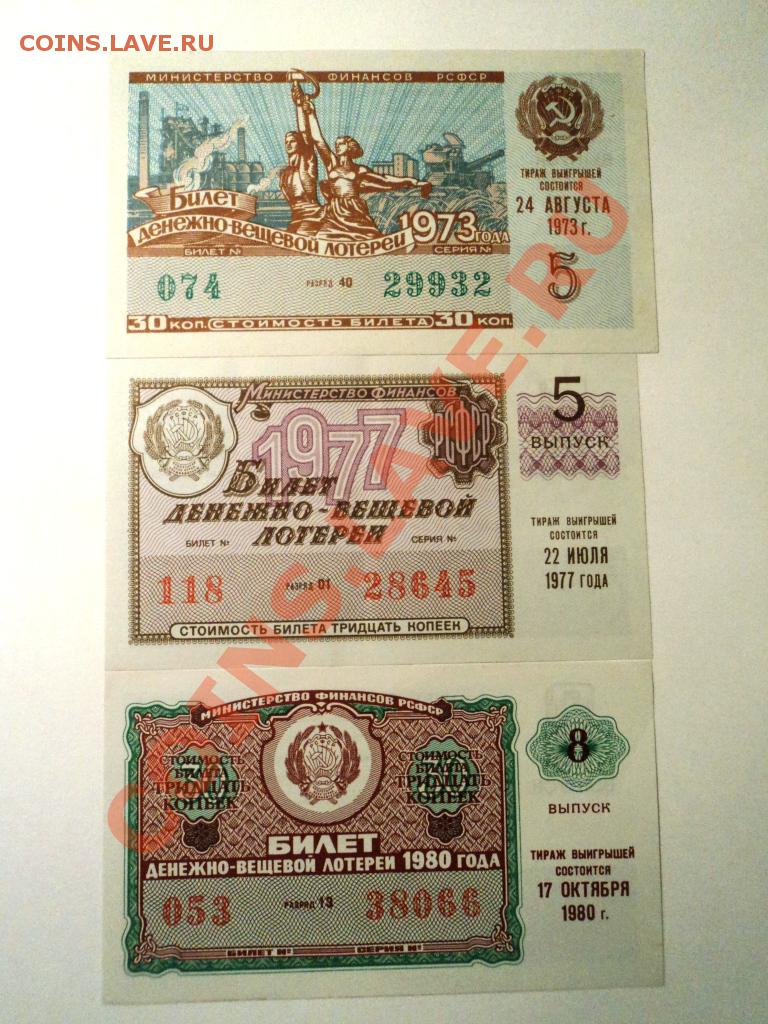 COINS.LAVE.RU
МИНИСТЕРСТВО ФИНАНСОВ РСФСР
БИЛЕТ
ДЕНЕЖНО-ВЕЩЕВОЙ ЛОТЕРЕИ 1973 ГОДА
БИЛЕТ № СЕРИЯ №
074 РАЗРЯД 40 29932
30 КОП. СТОИМОСТЬ БИЛЕТА 30 КОП.
ТИРАЖ ВЫИГРЫШЕЙ
СОСТОИТСЯ
24 АВГУСТА
1973 г.
5
МИНИСТЕРСТВО ФИНАНСОВ
РСФСР
1977
БИЛЕТ
ДЕНЕЖНО-ВЕЩЕВОЙ
ЛОТЕРЕИ
БИЛЕТ № СЕРИЯ №
118 РАЗРЯД 01 28645
СТОИМОСТЬ БИЛЕТА ТРИДЦАТЬ КОПЕЕК
5
ВЫПУСК
ТИРАЖ ВЫИГРЫШЕЙ
СОСТОИТСЯ
22 ИЮЛЯ
1977 ГОДА
МИНИСТЕРСТВО ФИНАНСОВ РСФСР
30 30
СТОИМОСТЬ СТОИМОСТЬ
БИЛЕТА БИЛЕТА
ТРИДЦАТЬ ТРИДЦАТЬ
КОПЕЕК КОПЕЕК
БИЛЕТ
ДЕНЕЖНО-ВЕЩЕВОЙ ЛОТЕРЕИ 1980 ГОДА
053 РАЗРЯД 13 38066
БИЛЕТ № СЕРИЯ №
8
ВЫПУСК
ТИРАЖ ВЫИГРЫШЕЙ
СОСТОИТСЯ
17 ОКТЯБРЯ
1980 г.
COINS.LAVE.RU